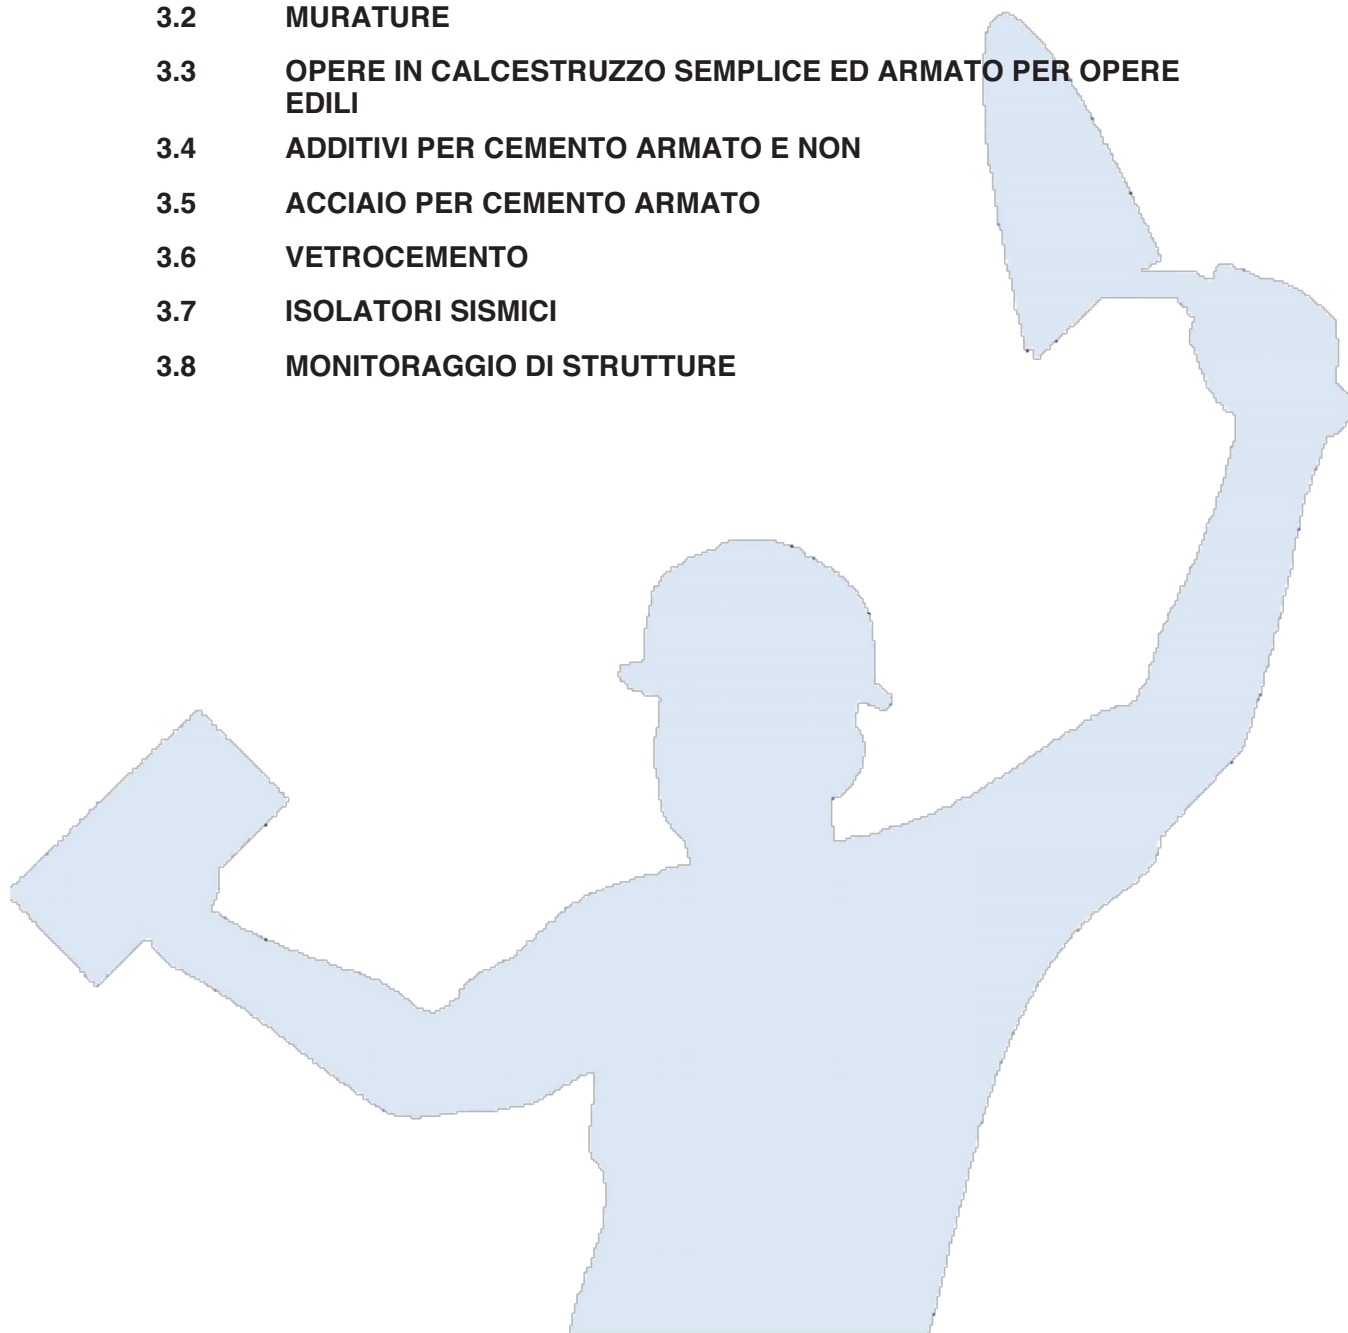 3.2 MURATURE
3.3 OPERE IN CALCESTRUZZO SEMPLICE ED ARMATO PER OPERE
EDILI
3.4 ADDITIVI PER CEMENTO ARMATO E NON
3.5 ACCIAIO PER CEMENTO ARMATO
3.6 VETROCEMENTO
3.7 ISOLATORI SISMICI
3.8 MONITORAGGIO DI STRUTTURE